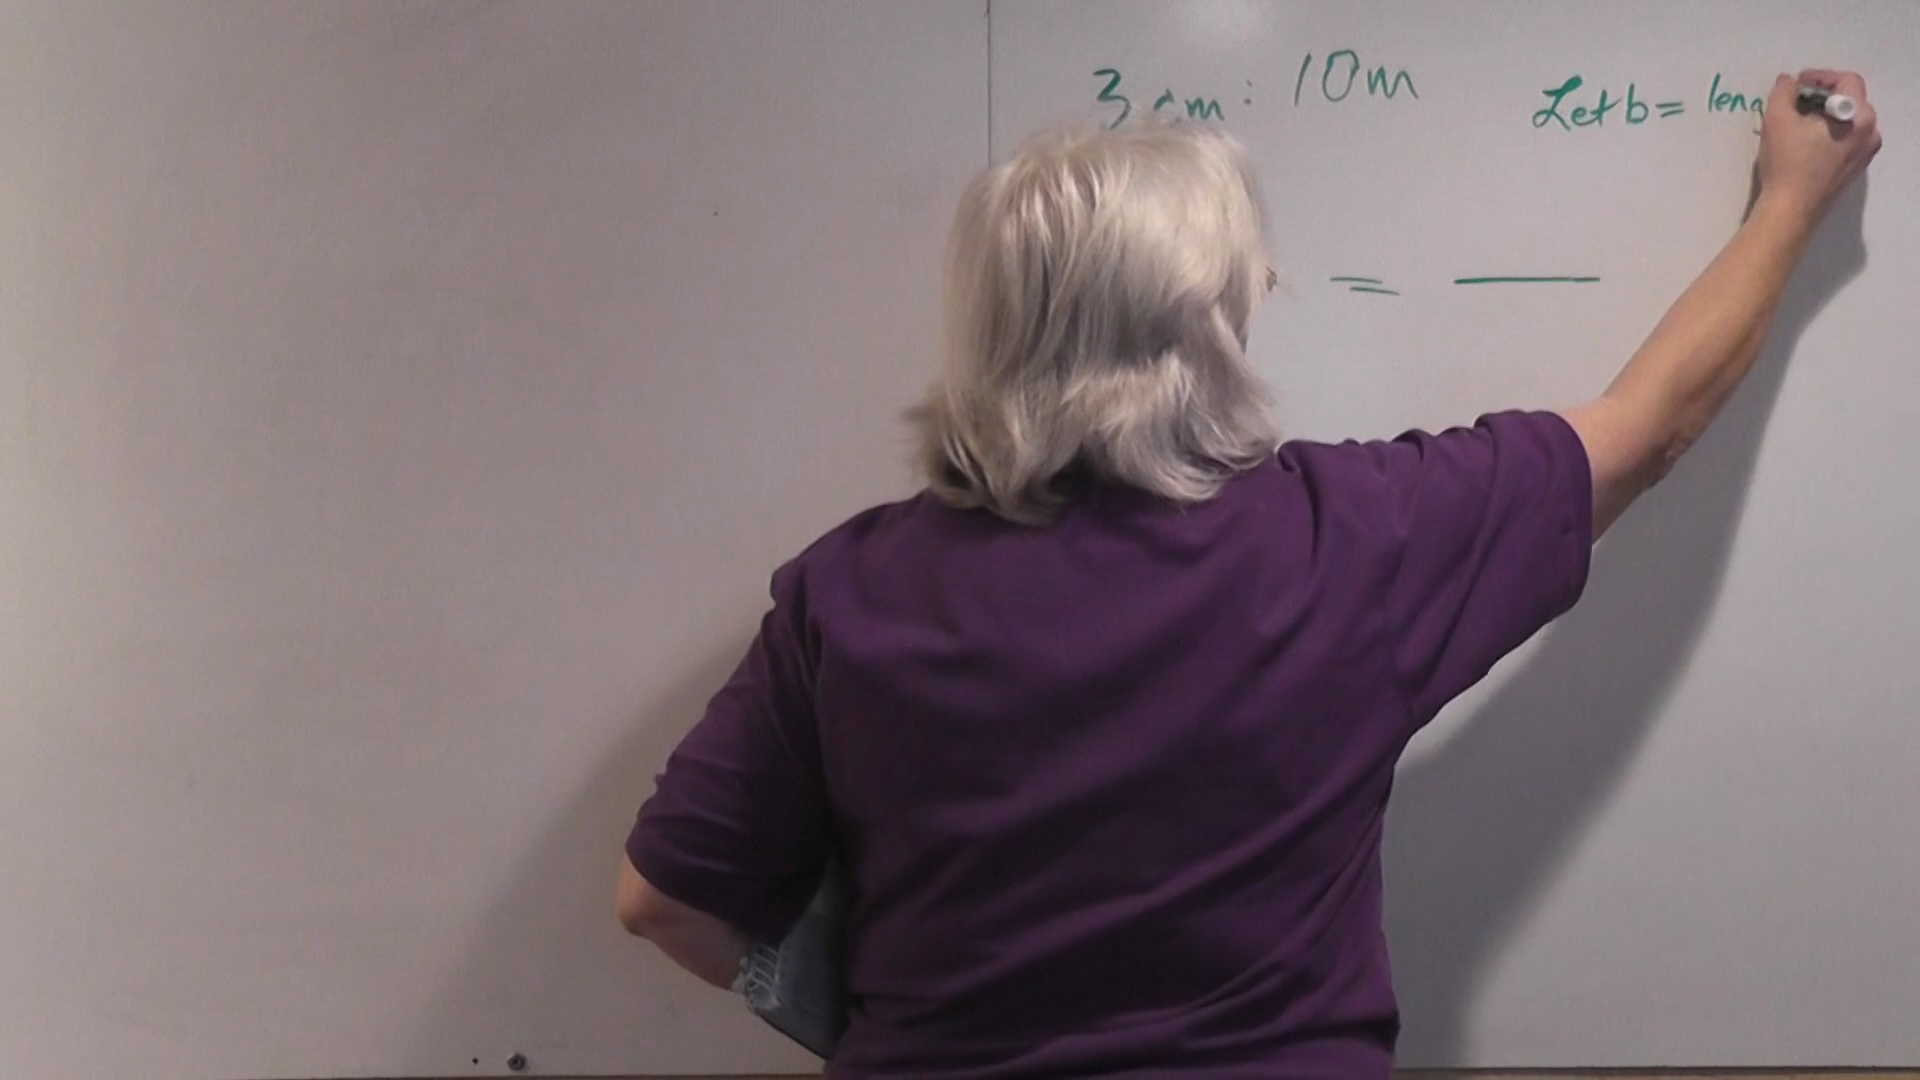 3 cm : 10m
Let b = leng
=